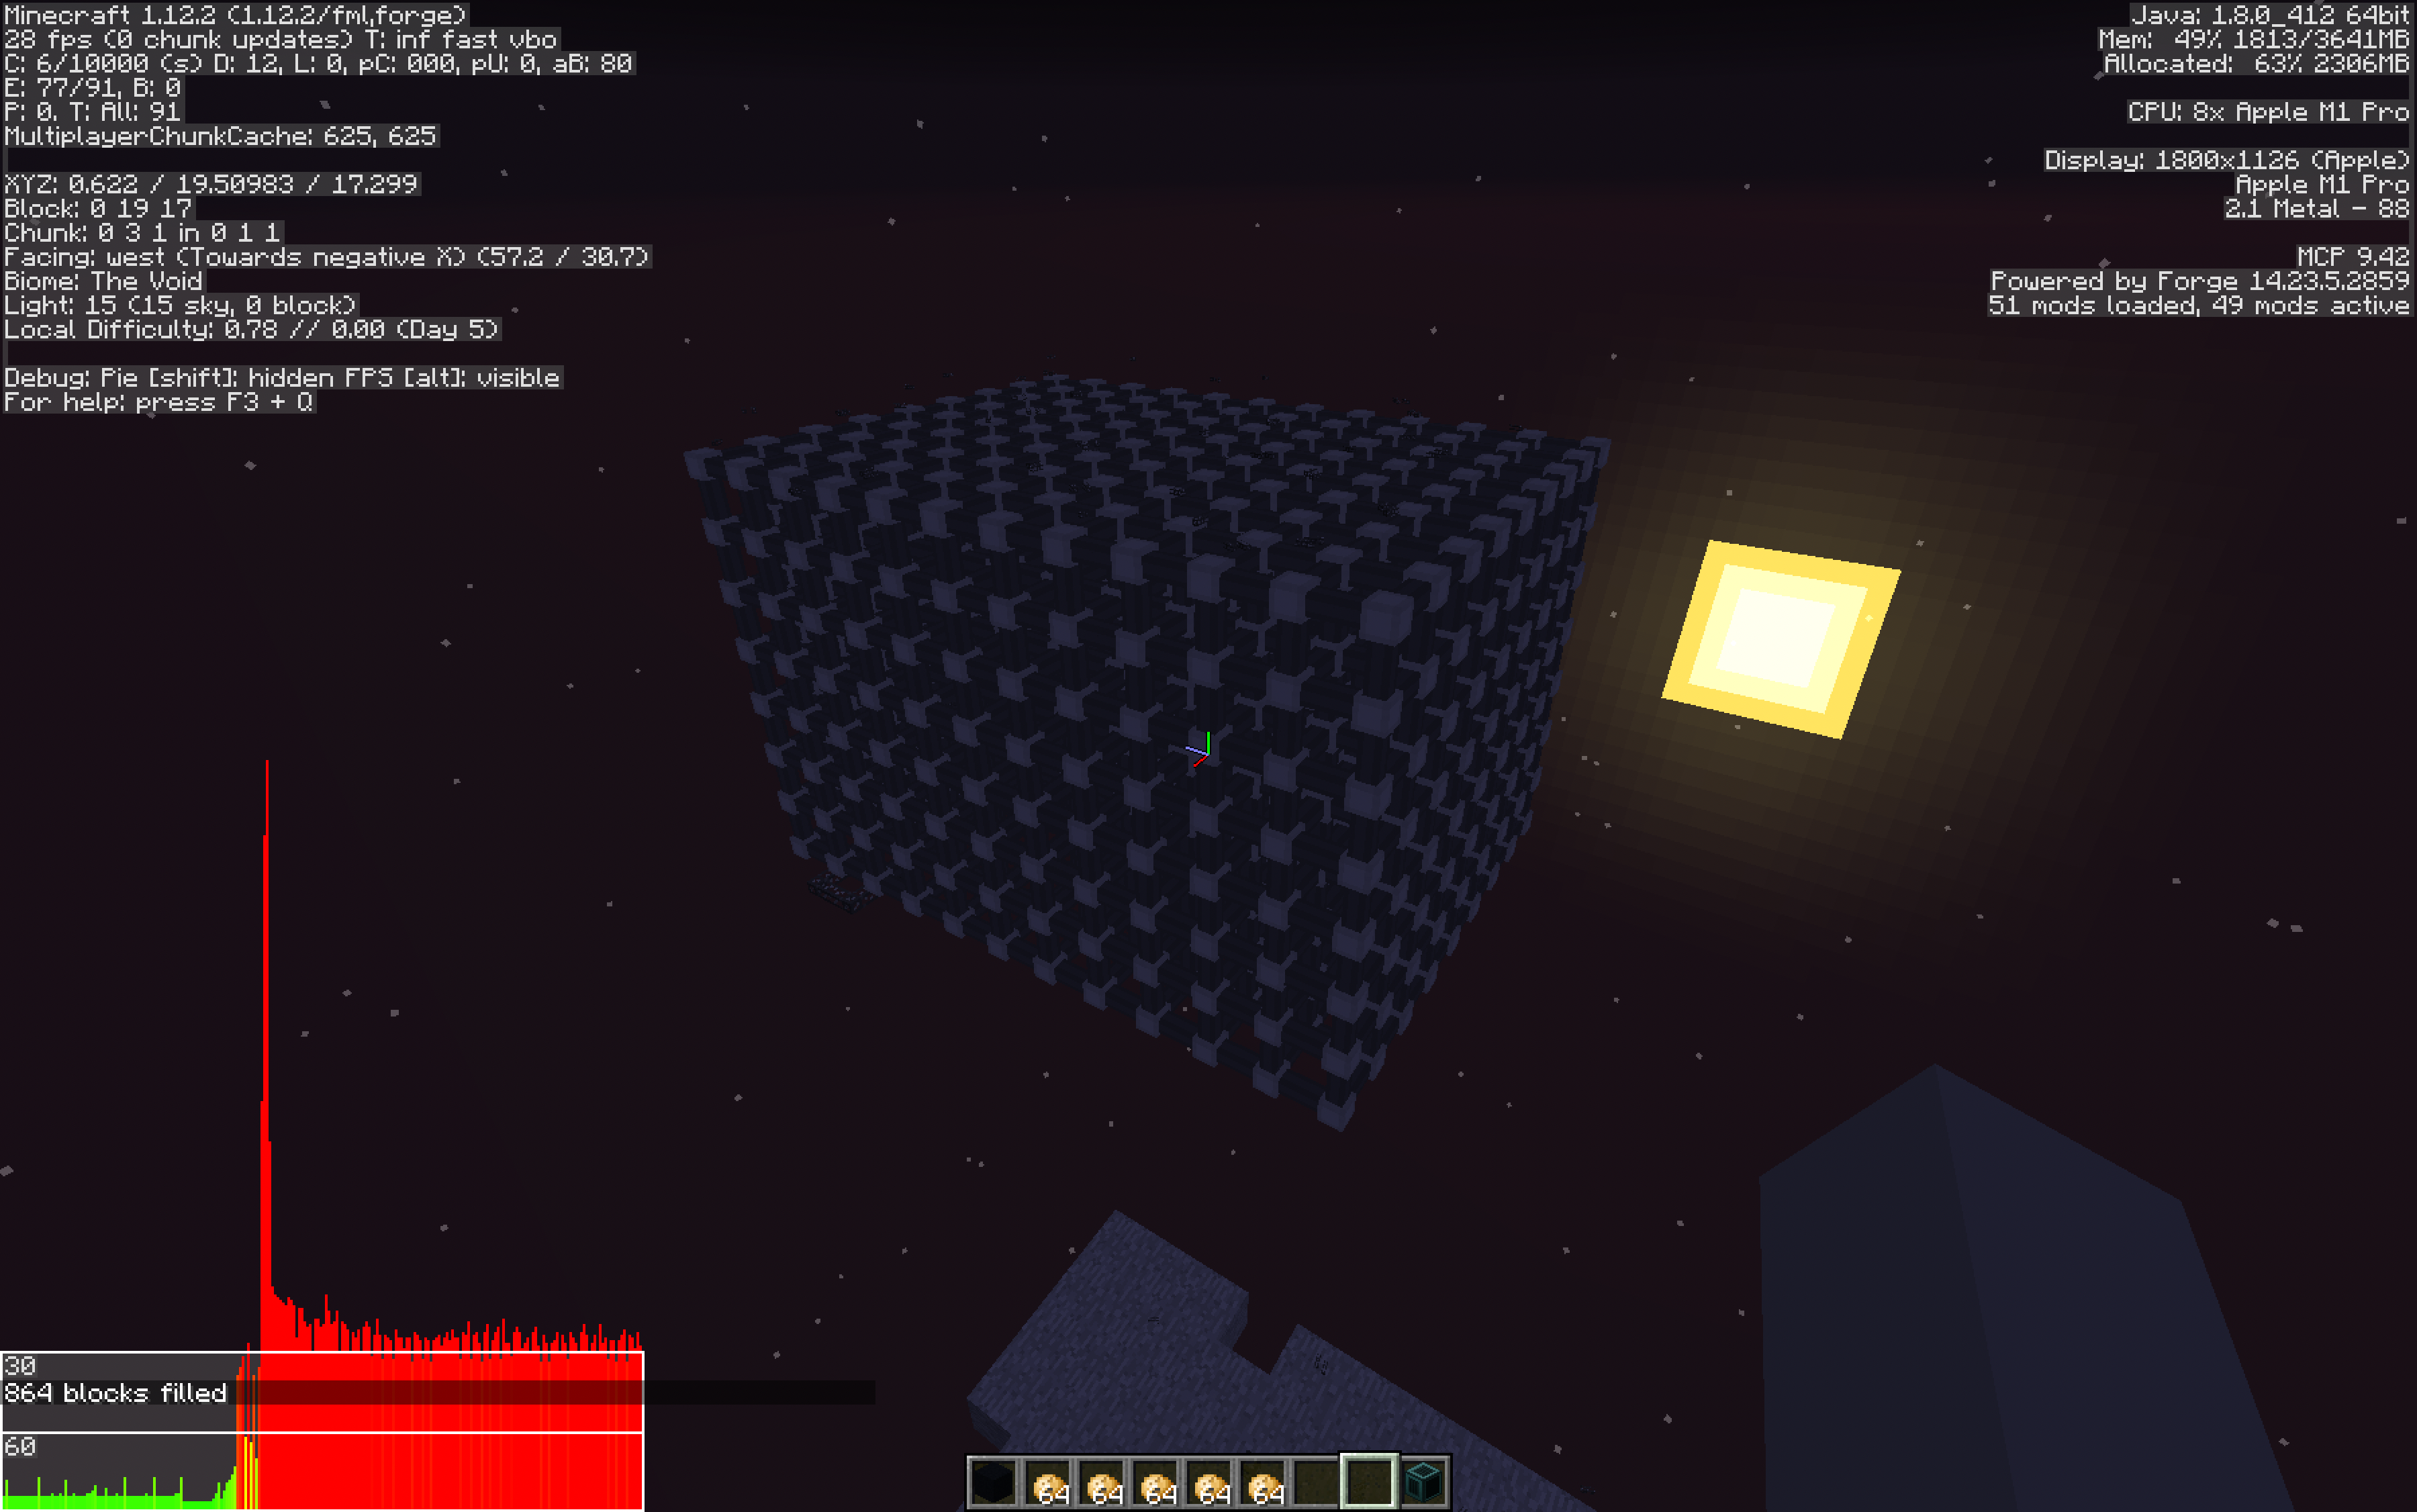 Minecraft 1.12.2 (1.12.2/fml,forge)
28 fps (0 chunk updates) T: inf fast vbo
C: 6/10000 (s) D: 12, L: 0, pC: 000, pU: 0, aB: 80
E: 77/91, B: 0
P: 0. T: All: 91
MultiplayerChunkCache: 625, 625
XYZ: 0.622 / 19.50983 / 17.299
Block: 0 19 17
Chunk: 0 3 1 in 0 1 1
Facing: west (Towards negative X) (57.2 / 30.7)
Biome: The Void
Light: 15 (15 sky, 0 block)
Local Difficulty: 0.78 // 0.00 (Day 5)
Debug: Pie [shift]: hidden FPS [alt]: visible
For help: press F3 + Q
Java: 1.8.0_412 64bit
Mem: 49% 1813/3641MB
Allocated: 63% 2306MB
CPU: 8x Apple M1 Pro
Display: 1800x1126 (Apple)
Apple M1 Pro
2.1 Metal - 88
MCP 9.42
Powered by Forge 14.23.5.2859
51 mods loaded, 49 mods active
30
864 blocks filled
60
64 64 64 64 64